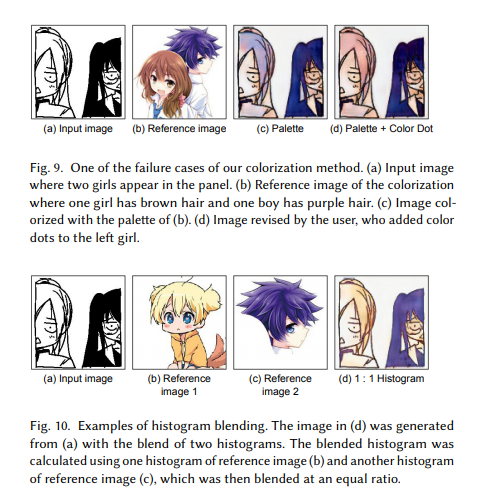 (a) Input image (b) Reference image (c) Palette (d) Palette + Color Dot
Fig. 9. One of the failure cases of our colorization method. (a) Input image
where two girls appear in the panel. (b) Reference image of the colorization
where one girl has brown hair and one boy has purple hair. (c) Image col-
orized with the palette of (b). (d) Image revised by the user, who added color
dots to the left girl.
(a) Input image (b) Reference image 1 (c) Reference image 2 (d) 1 : 1 Histogram
Fig. 10. Examples of histogram blending. The image in (d) was generated
from (a) with the blend of two histograms. The blended histogram was
calculated using one histogram of reference image (b) and another histogram
of reference image (c), which was then blended at an equal ratio.